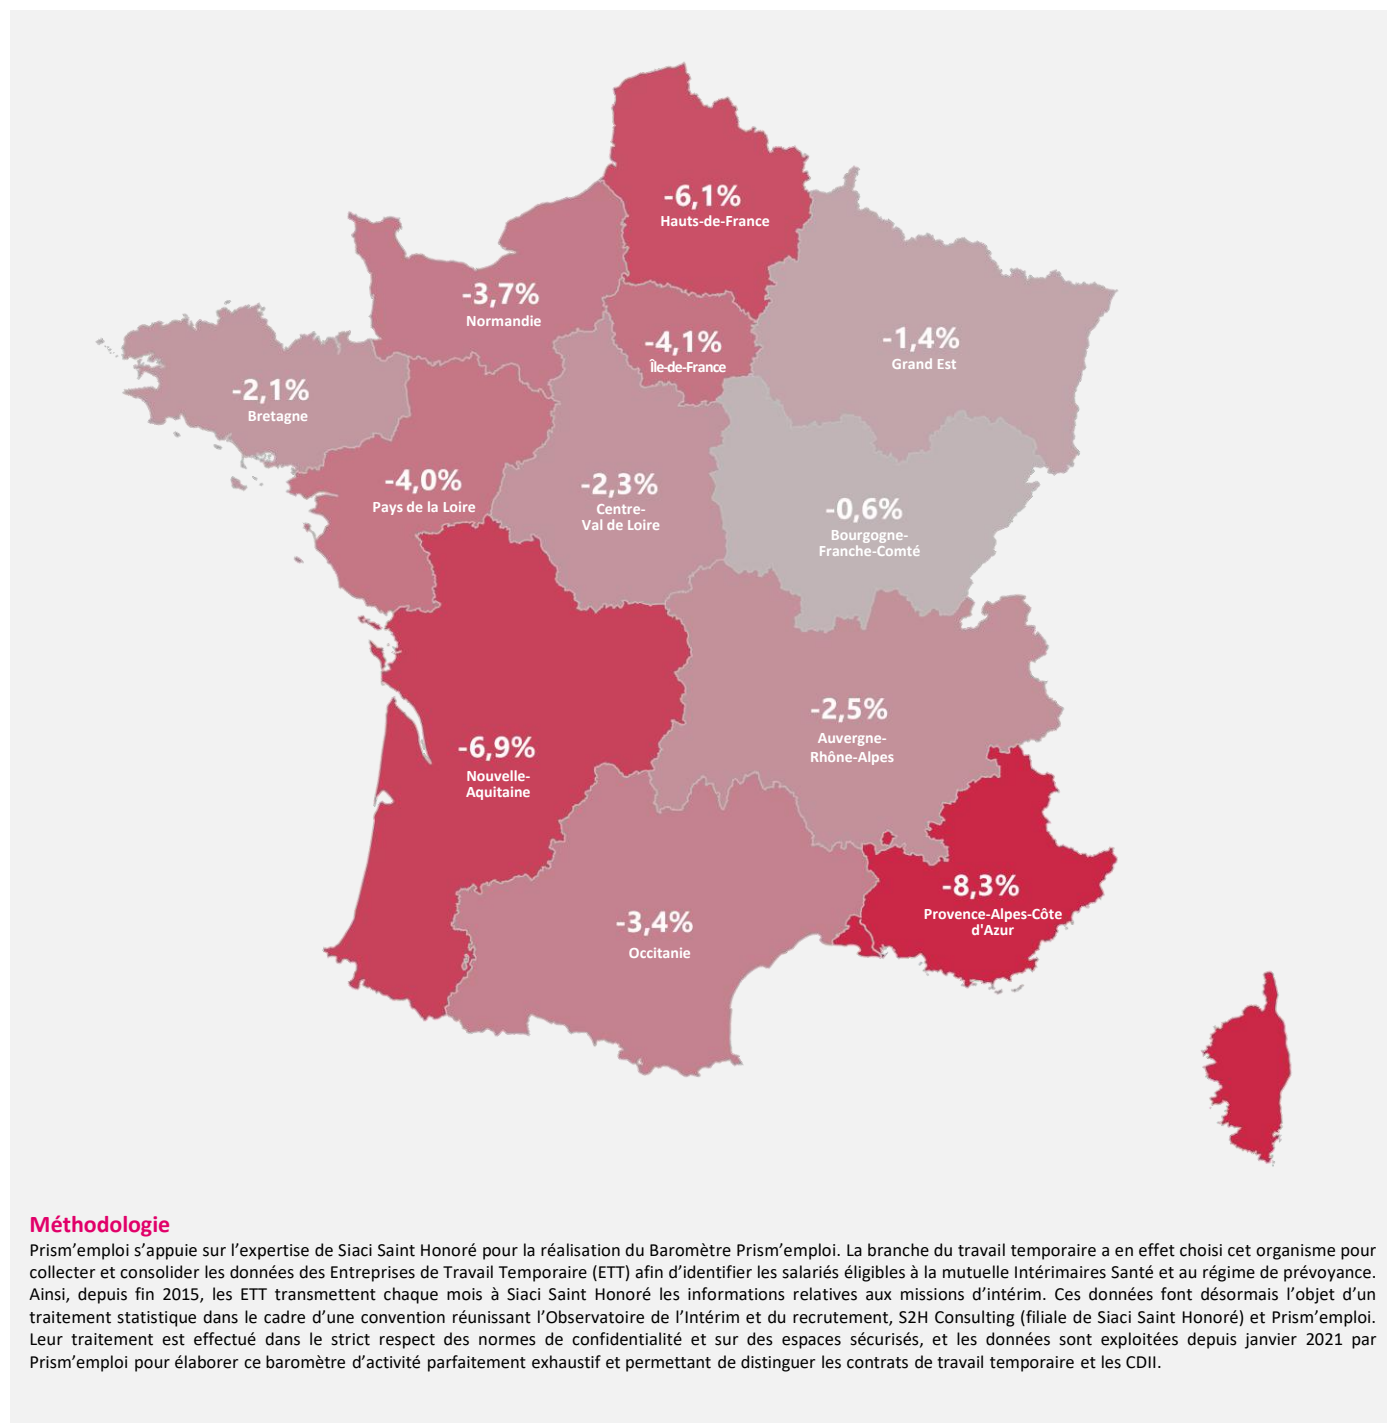 -6,1%
Hauts-de-France
-3,7%
Normandie
-4,1%
Île-de-France
-1,4%
Grand Est
-2,1%
Bretagne
-4,0%
Pays de la Loire
-2,3%
Centre-
Val de Loire
-0,6%
Bourgogne-
Franche-Comté
-2,5%
Auvergne-
Rhône-Alpes
-6,9%
Nouvelle-
Aquitaine
-8,3%
Provence-Alpes-Côte
d'Azur
-3,4%
Occitanie
Méthodologie
Prism’emploi s’appuie sur l’expertise de Siaci Saint Honoré pour la réalisation du Baromètre Prism’emploi. La branche du travail temporaire a en effet choisi cet organisme pour
collecter et consolider les données des Entreprises de Travail Temporaire (ETT) afin d’identifier les salariés éligibles à la mutuelle Intérimaires Santé et au régime de prévoyance.
Ainsi, depuis fin 2015, les ETT transmettent chaque mois à Siaci Saint Honoré les informations relatives aux missions d’intérim. Ces données font désormais l’objet d’un
traitement statistique dans le cadre d’une convention réunissant l’Observatoire de l’Intérim et du recrutement, S2H Consulting (filiale de Siaci Saint Honoré) et Prism’emploi.
Leur traitement est effectué dans le strict respect des normes de confidentialité et sur des espaces sécurisés, et les données sont exploitées depuis janvier 2021 par
Prism’emploi pour élaborer ce baromètre d’activité parfaitement exhaustif et permettant de distinguer les contrats de travail temporaire et les CDII.